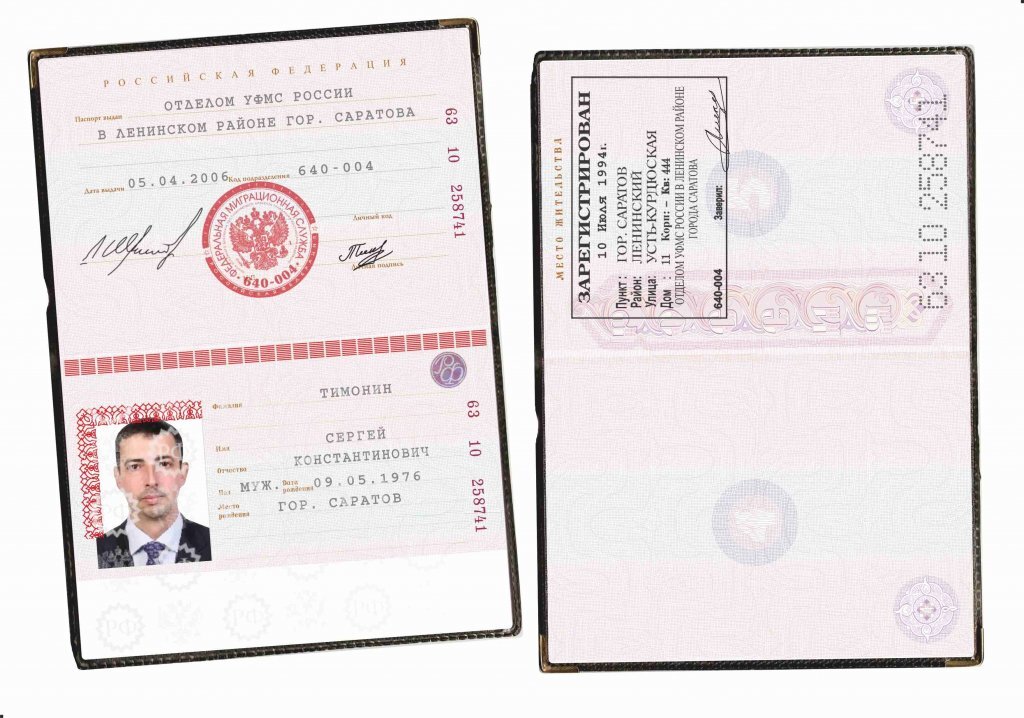 РОССИЙСКАЯ ФЕДЕРАЦИЯ
Паспорт выдан
ОТДЕЛОМ УФМС РОССИИ
В ЛЕНИНСКОМ РАЙОНЕ ГОР. САРАТОВА
Дата выдачи 05.04.2006 Код подразделения 640-004
ФЕДЕРАЛЬНАЯ МИГРАЦИОННАЯ СЛУЖБА
640-004
Личный код
Личная подпись
63 10 258741
Фамилия ТИМОНИН
Имя СЕРГЕЙ
Отчество КОНСТАНТИНОВИЧ
Пол МУЖ. Дата рождения 09.05.1976
Место рождения ГОР. САРАТОВ
63 10 258741
РФ
МЕСТО ЖИТЕЛЬСТВА
ЗАРЕГИСТРИРОВАН
10 Июля 1994г.
Пункт : ГОР. САРАТОВ
Район: ЛЕНИНСКИЙ
Улица: УСТЬ-КУРДЮСКАЯ
Дом : 11 Корп: – Кв: 444
ОТДЕЛОМ УФМС РОССИИ В ЛЕНИНСКОМ РАЙОНЕ
ГОРОДА САРАТОВА
640-004 Заверил:
63 10 258741